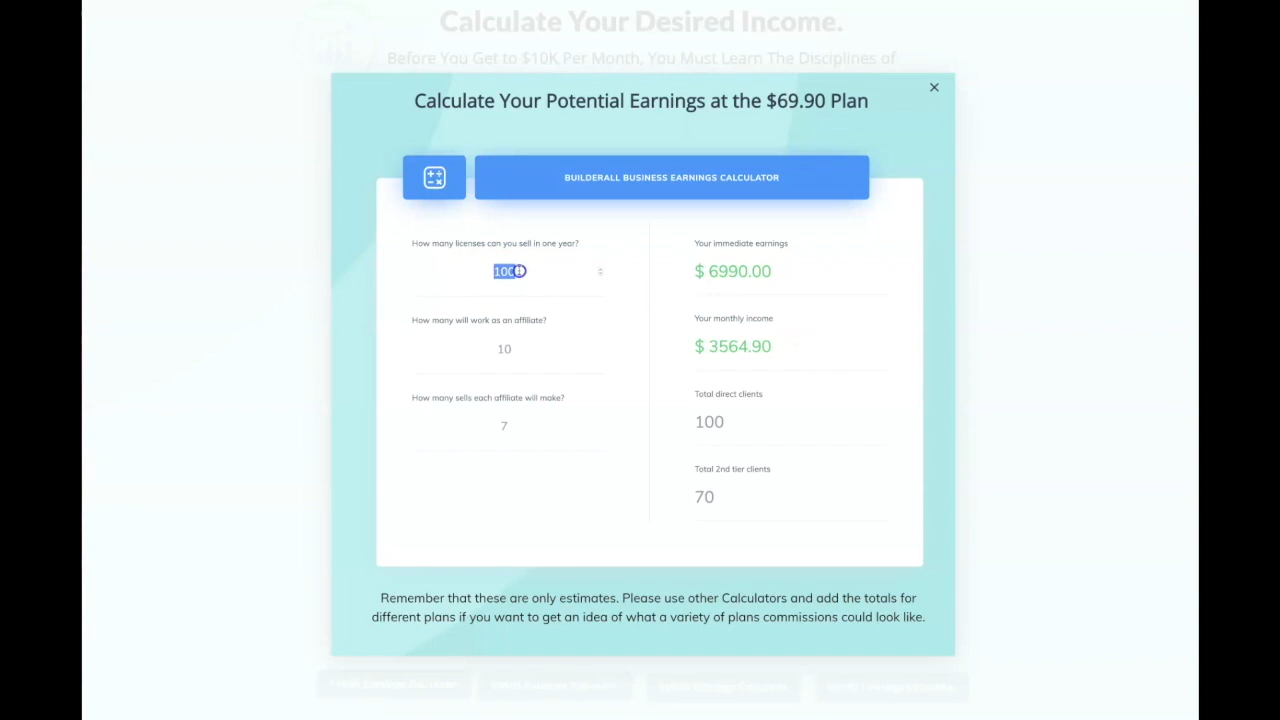 Calculate Your Desired Income.
Before You Get to $10K Per Month, You Must Learn The Disciplines of
Calculate Your Potential Earnings at the $69.90 Plan
BUILDERALL BUSINESS EARNINGS CALCULATOR
How many licenses can you sell in one year?
100
How many will work as an affiliate?
10
How many sells each affiliate will make?
7
Your immediate earnings
$ 6990.00
Your monthly income
$ 3564.90
Total direct clients
100
Total 2nd tier clients
70
Remember that these are only estimates. Please use other Calculators and add the totals for
different plans if you want to get an idea of what a variety of plans commissions could look like.